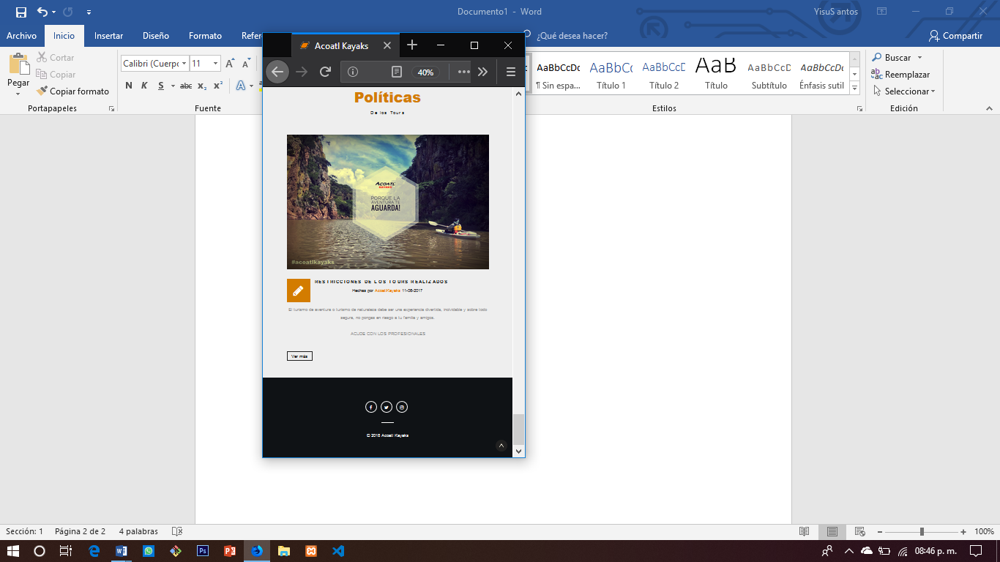 Documento1 - Word
YisuS antos
Archivo
Inicio
Insertar
Diseño
Formato
Refer
¿Qué desea hacer?
Compartir
Pegar
Cortar
Copiar
Copiar formato
Portapapeles
Calibri (Cuerpo
11
N K S abc x₂ x²
Fuente
AaBbCcDc
¶ Sin espa...
AaBbCc
Título 1
AaBbCcD
Título 2
AaB
Título
AaBbCcD
Subtítulo
AaBbCcDc
Énfasis sutil
Estilos
Buscar
Reemplazar
Seleccionar
Edición
Acoatl Kayaks
40%
Políticas
De los Tours
ACOATL
KAYAKS
PORQUE LA
AVENTURA TE
AGUARDA!
#acoatlkayaks
RESTRICCIONES DE LOS TOURS REALIZADOS
Hechas por AcoatlKayaks 11-06-2017
El turismo de aventura o turismo de naturaleza debe ser una experiencia divertida, inolvidable y sobre todo
segura, no pongas en riesgo a tu familia y amigos.
ACUDE CON LOS PROFESIONALES
Ver más
© 2018 Acoatl Kayaks
Sección: 1
Página 2 de 2
4 palabras
100%
08:46 p. m.